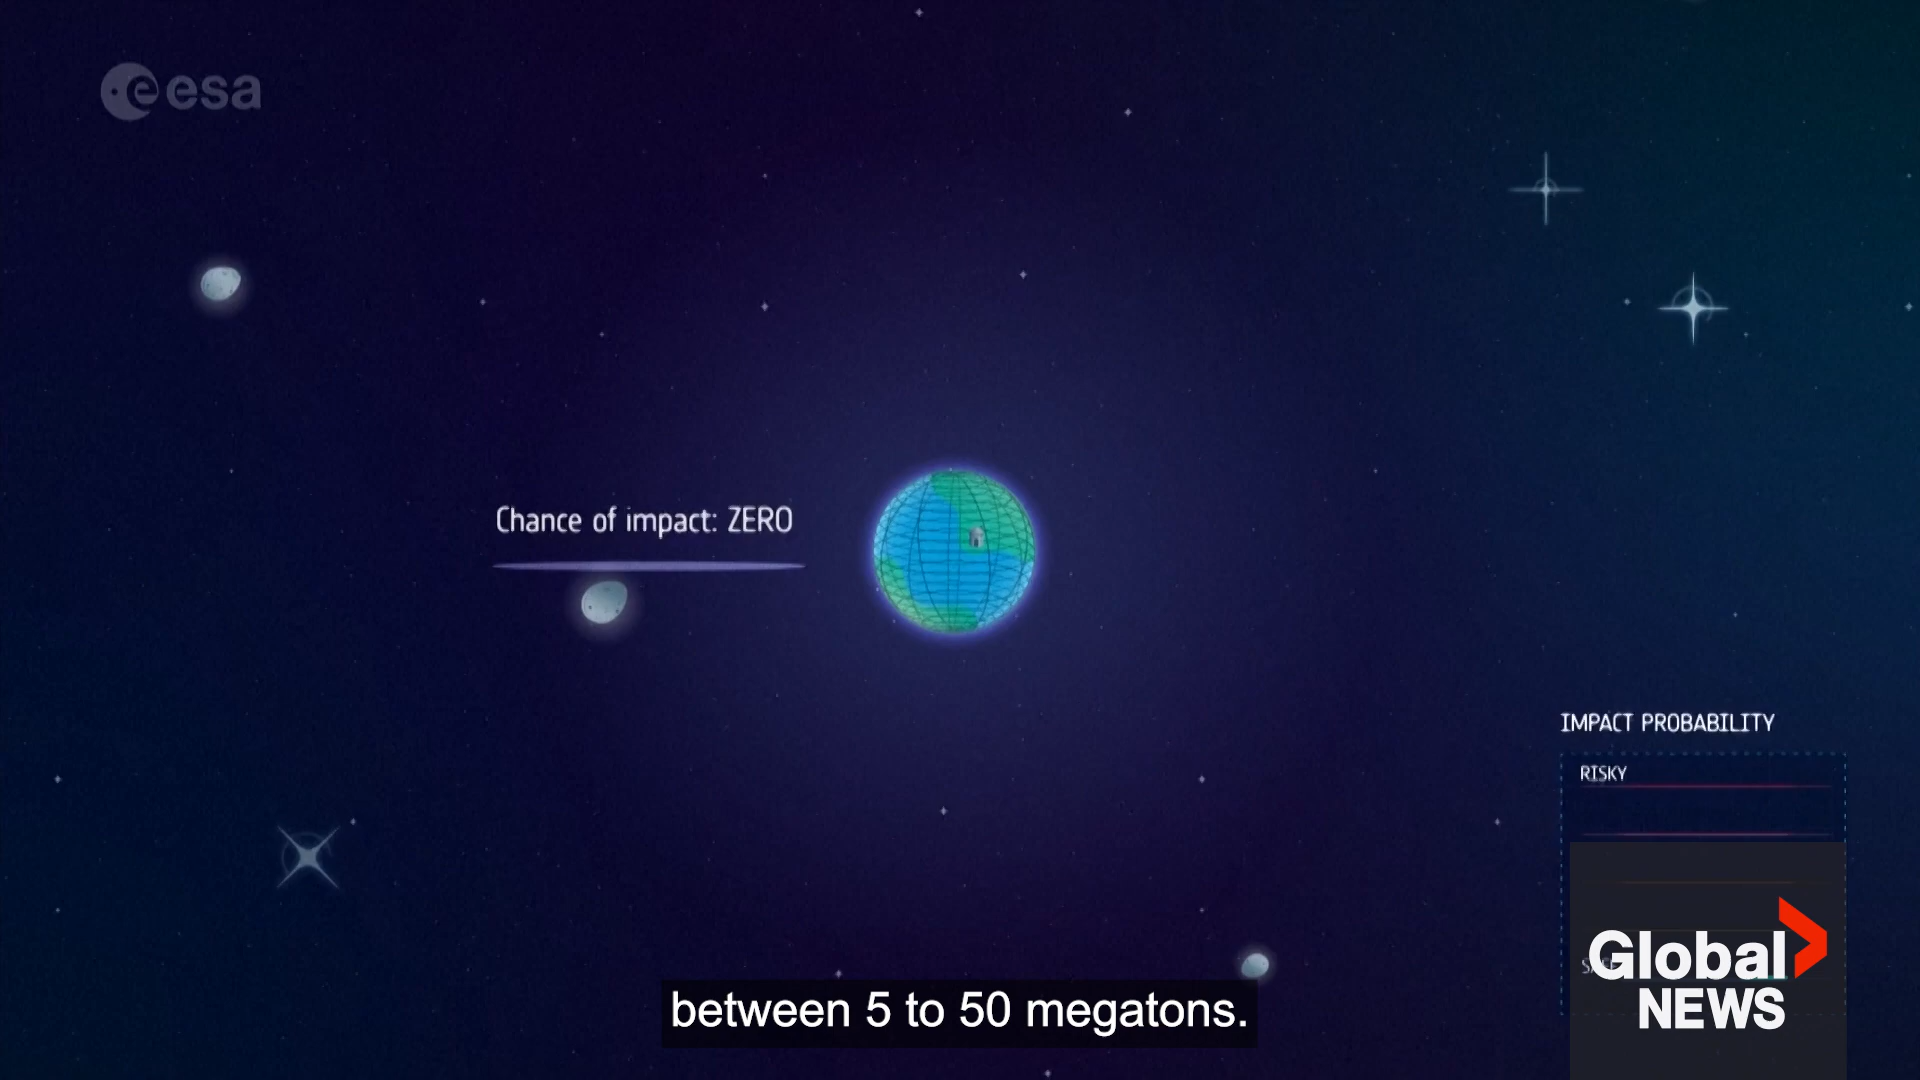 esa
Chance of impact: ZERO
IMPACT PROBABILITY
RISKY
Global
NEWS
between 5 to 50 megatons.